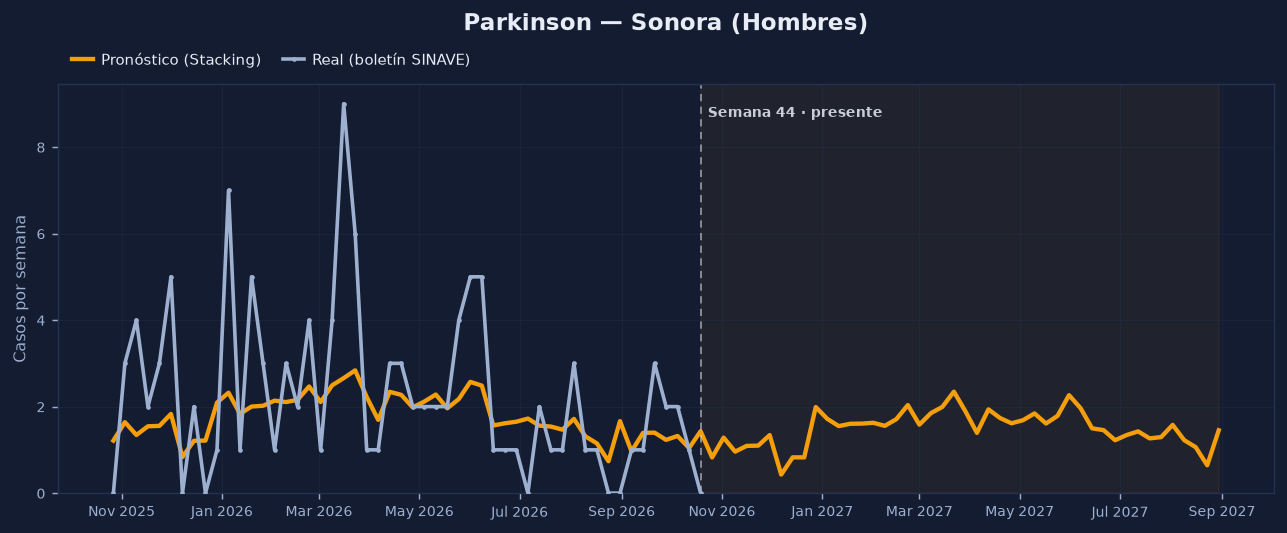 Parkinson — Sonora (Hombres)
Pronóstico (Stacking)
Real (boletín SINAVE)
Semana 44 · presente
Casos por semana
8
6
4
2
0
Nov 2025
Jan 2026
Mar 2026
May 2026
Jul 2026
Sep 2026
Nov 2026
Jan 2027
Mar 2027
May 2027
Jul 2027
Sep 2027